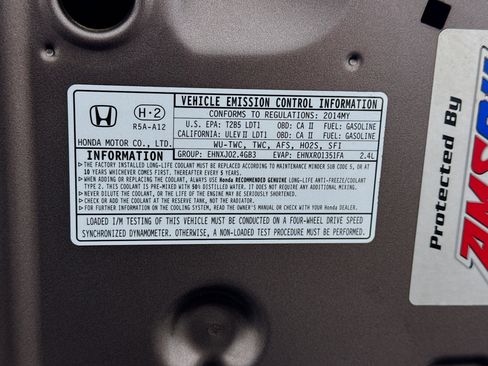 VEHICLE EMISSION CONTROL INFORMATION
CONFORMS TO REGULATIONS: 2014MY
H·2
R5A-A12
U.S. EPA: T2B5 LDT1 OBD: CA II FUEL: GASOLINE
CALIFORNIA: ULEV II LDT1 OBD: CA II FUEL: GASOLINE
HONDA MOTOR CO., LTD.
WU-TWC, TWC, AFS, HO2S, SFI
INFORMATION
GROUP: EHNXJ02.4GB3 EVAP: EHNXR0135IFA 2.4L
▶ THE FACTORY INSTALLED LONG-LIFE COOLANT MUST BE REPLACED ACCORDING TO MAINTENANCE MINDER SUB CODE 5, OR AT
10 YEARS WHICHEVER COMES FIRST, THEREAFTER EVERY 5 YEARS.
▶ WHEN ADDING OR REPLACING THE COOLANT, ALWAYS USE Honda RECOMMENDED GENUINE LONG-LIFE ANTI-FREEZE/COOLANT
TYPE 2. THIS COOLANT IS PRE-MIXED WITH 50% DISTILLED WATER. IT DOES NOT REQUIRE ANY ADDITIONAL MIXING.
▶ NEVER USE A DILUTE, OR THE LIFE OF THE ENGINE MAY BE SERIOUSLY SHORTENED.
▶ CHECK OR ADD THE COOLANT AT THE RESERVE TANK, NOT THE RADIATOR.
▶ FOR FURTHER INFORMATION ON THE COOLING SYSTEM, READ THE OWNER'S MANUAL OR CHECK WITH YOUR Honda DEALER.
LOADED I/M TESTING OF THIS VEHICLE MUST BE CONDUCTED ON A FOUR-WHEEL DRIVE SPEED
SYNCHRONIZED DYNAMOMETER. OTHERWISE, A NON-LOADED TEST PROCEDURE MUST BE PERFORMED.
Protected By